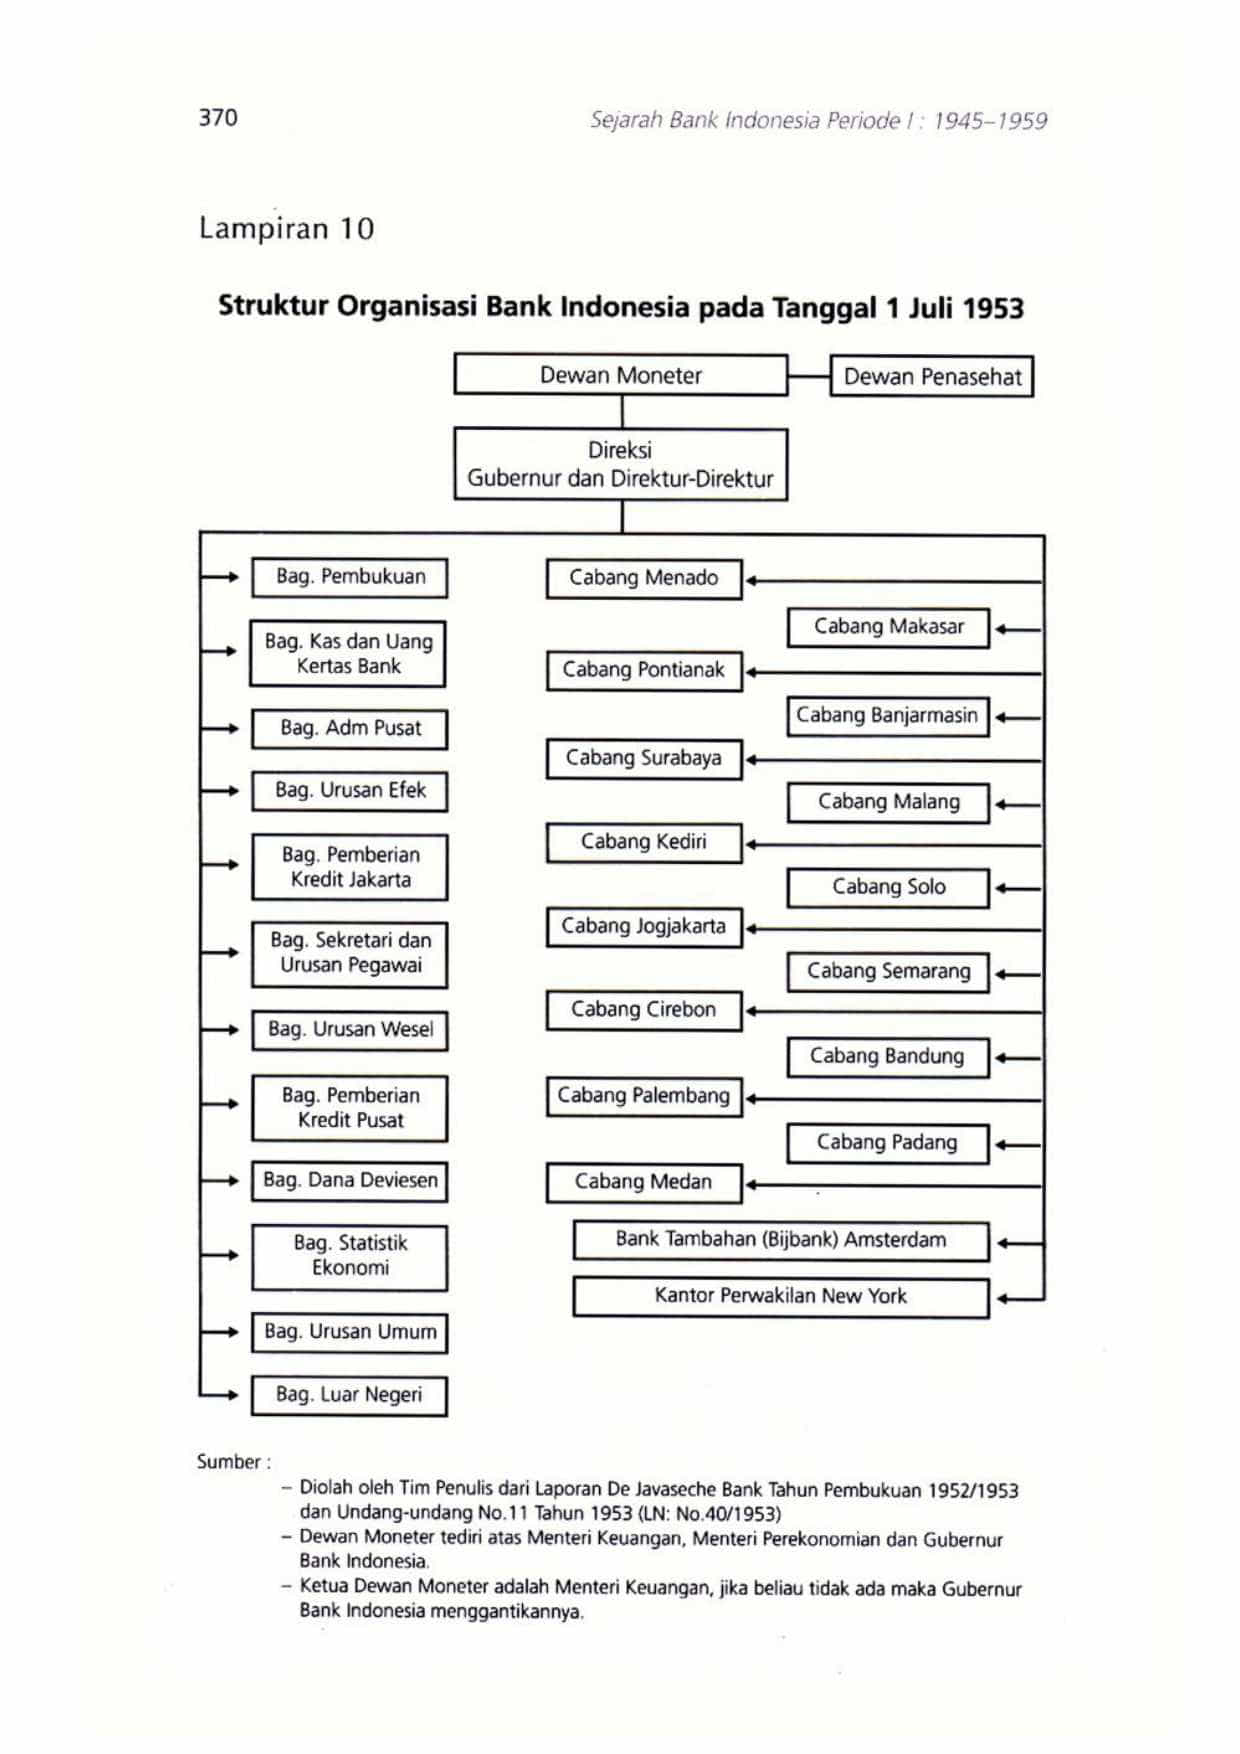 370
Sejarah Bank Indonesia Periode I : 1945–1959
Lampiran 10
Struktur Organisasi Bank Indonesia pada Tanggal 1 Juli 1953
Dewan Moneter
Dewan Penasehat
Direksi
Gubernur dan Direktur-Direktur
Bag. Pembukuan
Bag. Kas dan Uang
Kertas Bank
Bag. Adm Pusat
Bag. Urusan Efek
Bag. Pemberian
Kredit Jakarta
Bag. Sekretari dan
Urusan Pegawai
Bag. Urusan Wesel
Bag. Pemberian
Kredit Pusat
Bag. Dana Deviesen
Bag. Statistik
Ekonomi
Bag. Urusan Umum
Bag. Luar Negeri
Cabang Menado
Cabang Makasar
Cabang Pontianak
Cabang Banjarmasin
Cabang Surabaya
Cabang Malang
Cabang Kediri
Cabang Solo
Cabang Jogjakarta
Cabang Semarang
Cabang Cirebon
Cabang Bandung
Cabang Palembang
Cabang Padang
Cabang Medan
Bank Tambahan (Bijbank) Amsterdam
Kantor Perwakilan New York
Sumber :
– Diolah oleh Tim Penulis dari Laporan De Javaseche Bank Tahun Pembukuan 1952/1953
dan Undang-undang No.11 Tahun 1953 (LN: No.40/1953)
– Dewan Moneter tediri atas Menteri Keuangan, Menteri Perekonomian dan Gubernur
Bank Indonesia.
– Ketua Dewan Moneter adalah Menteri Keuangan, jika beliau tidak ada maka Gubernur
Bank Indonesia menggantikannya.